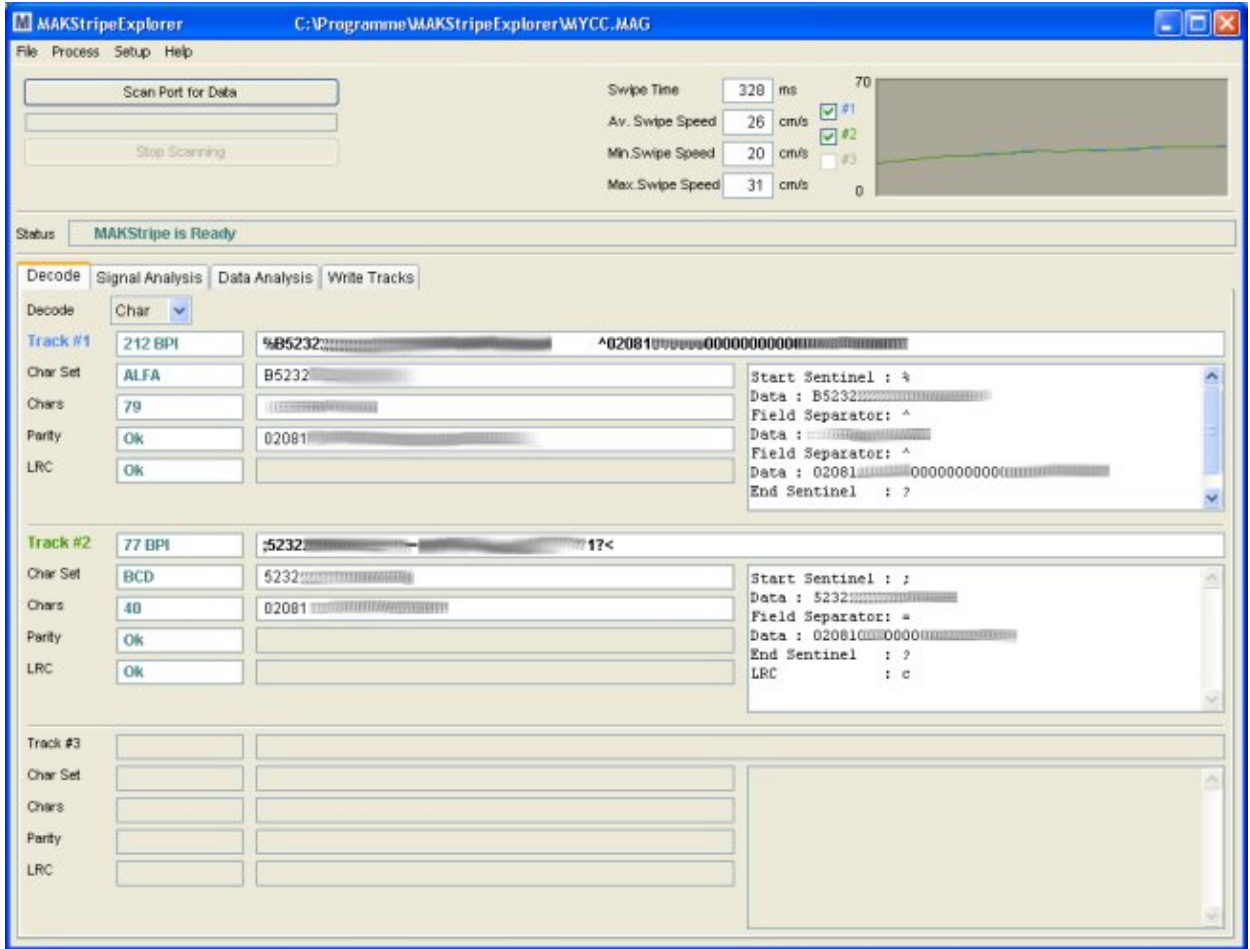 MAKStripeExplorer C:\Programme\MAKStripeExplorer\MYCC.MAG
File Process Setup Help
Scan Port for Data
Stop Scanning
Swipe Time 328 ms
Av. Swipe Speed 26 cm/s
Min.Swipe Speed 20 cm/s
Max.Swipe Speed 31 cm/s
#1
#2
#3
70
0
Status MAKStripe is Ready
Decode Signal Analysis Data Analysis Write Tracks
Decode Char
Track #1 212 BPI %B5232 ^02081 0000000000
Char Set ALFA B5232
Chars 79
Parity Ok 02081
LRC Ok
Start Sentinel : %
Data : B5232
Field Separator: ^
Data :
Field Separator: ^
Data : 02081 0000000000
End Sentinel : ?
Track #2 77 BPI ;5232 1?<
Char Set BCD 5232
Chars 40 02081
Parity Ok
LRC Ok
Start Sentinel : ;
Data : 5232
Field Separator: =
Data : 02081 0000
End Sentinel : ?
LRC : c
Track #3
Char Set
Chars
Parity
LRC